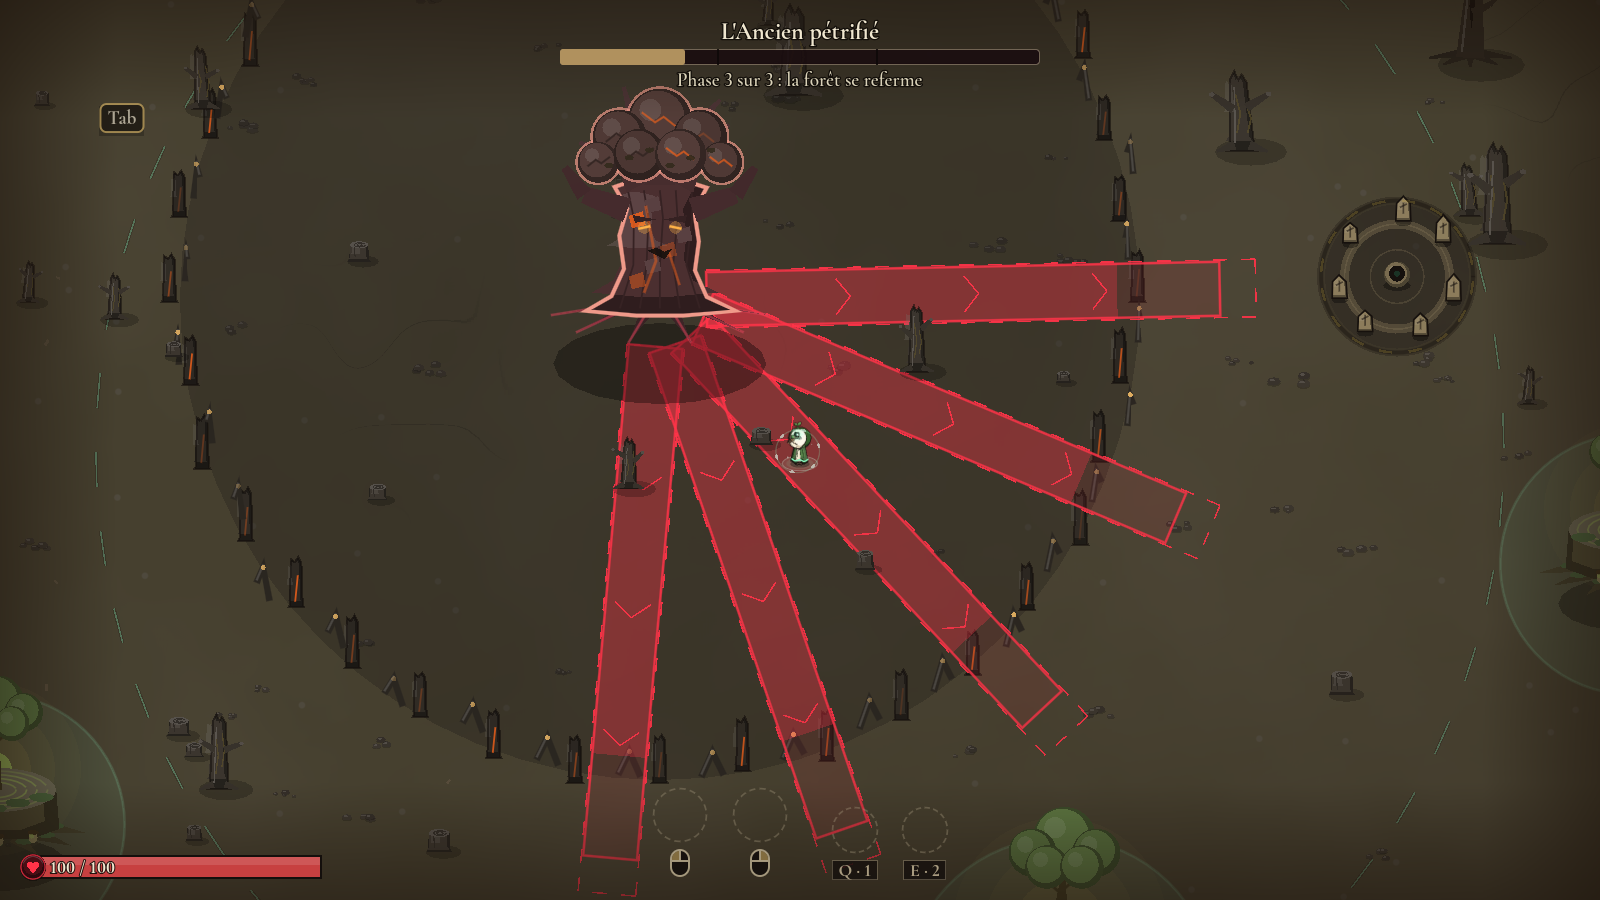 L'Ancien pétrifié
Phase 3 sur 3 : la forêt se referme
Tab
100 / 100
Q · 1
E · 2